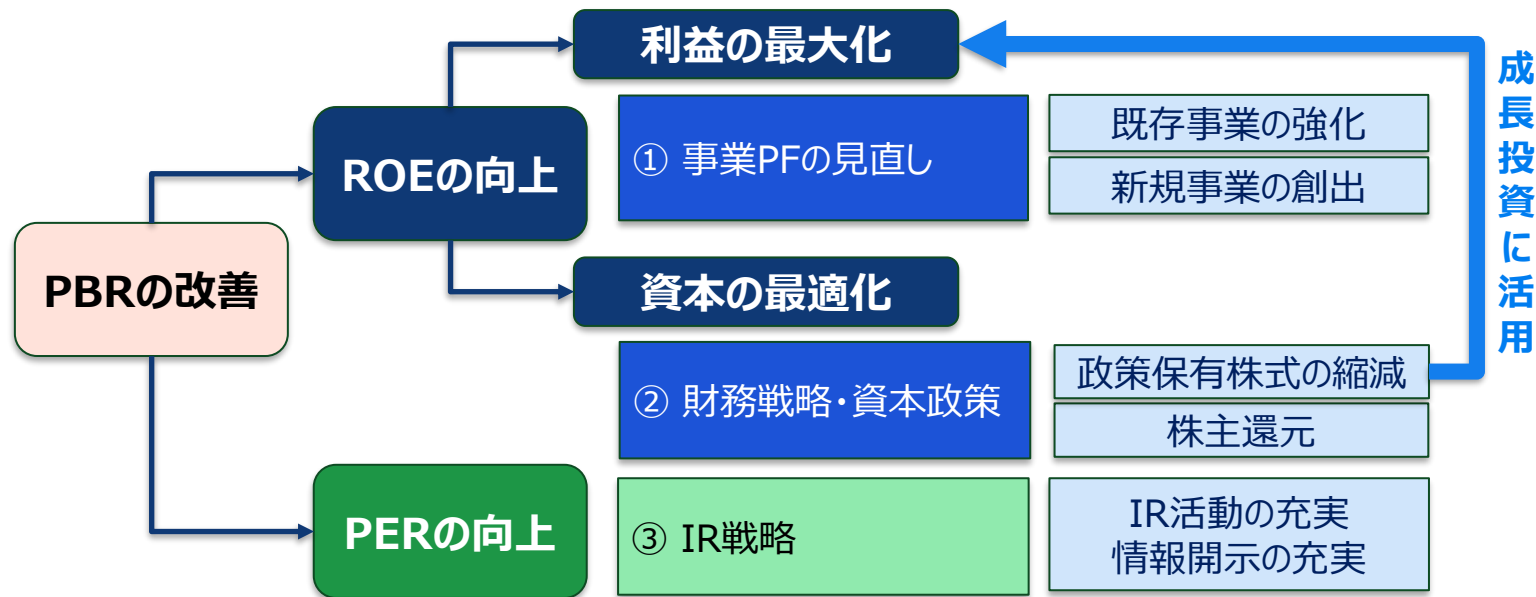 PBRの改善
ROEの向上
利益の最大化
① 事業PFの見直し
既存事業の強化
新規事業の創出
資本の最適化
② 財務戦略・資本政策
政策保有株式の縮減
株主還元
成長投資に活用
PERの向上
③ IR戦略
IR活動の充実
情報開示の充実